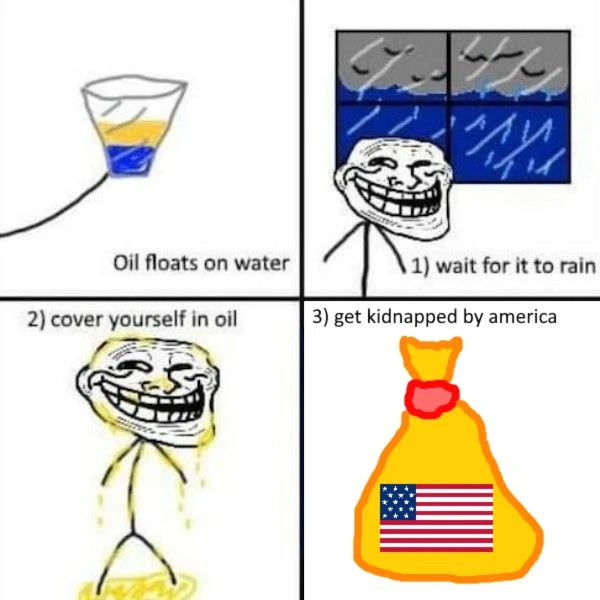 Oil floats on water
1) wait for it to rain
2) cover yourself in oil
3) get kidnapped by america